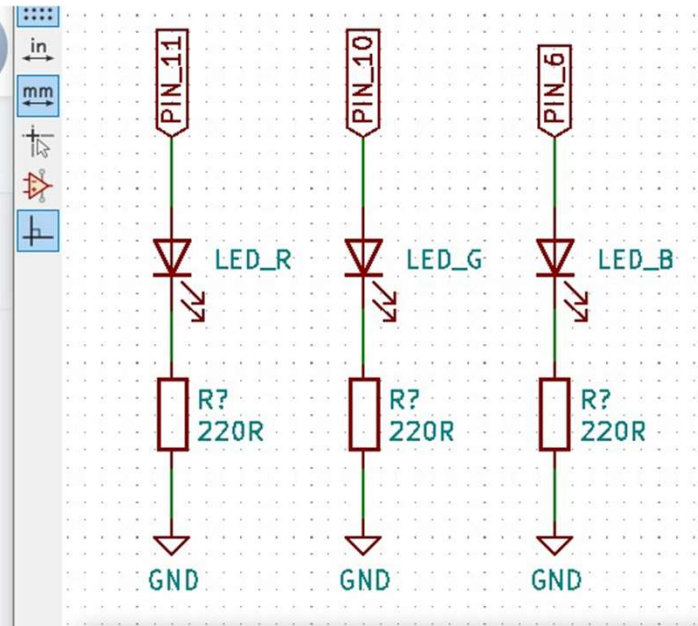 in
mm
PIN_11
PIN_10
PIN_6
LED_R
LED_G
LED_B
R?
220R
R?
220R
R?
220R
GND
GND
GND